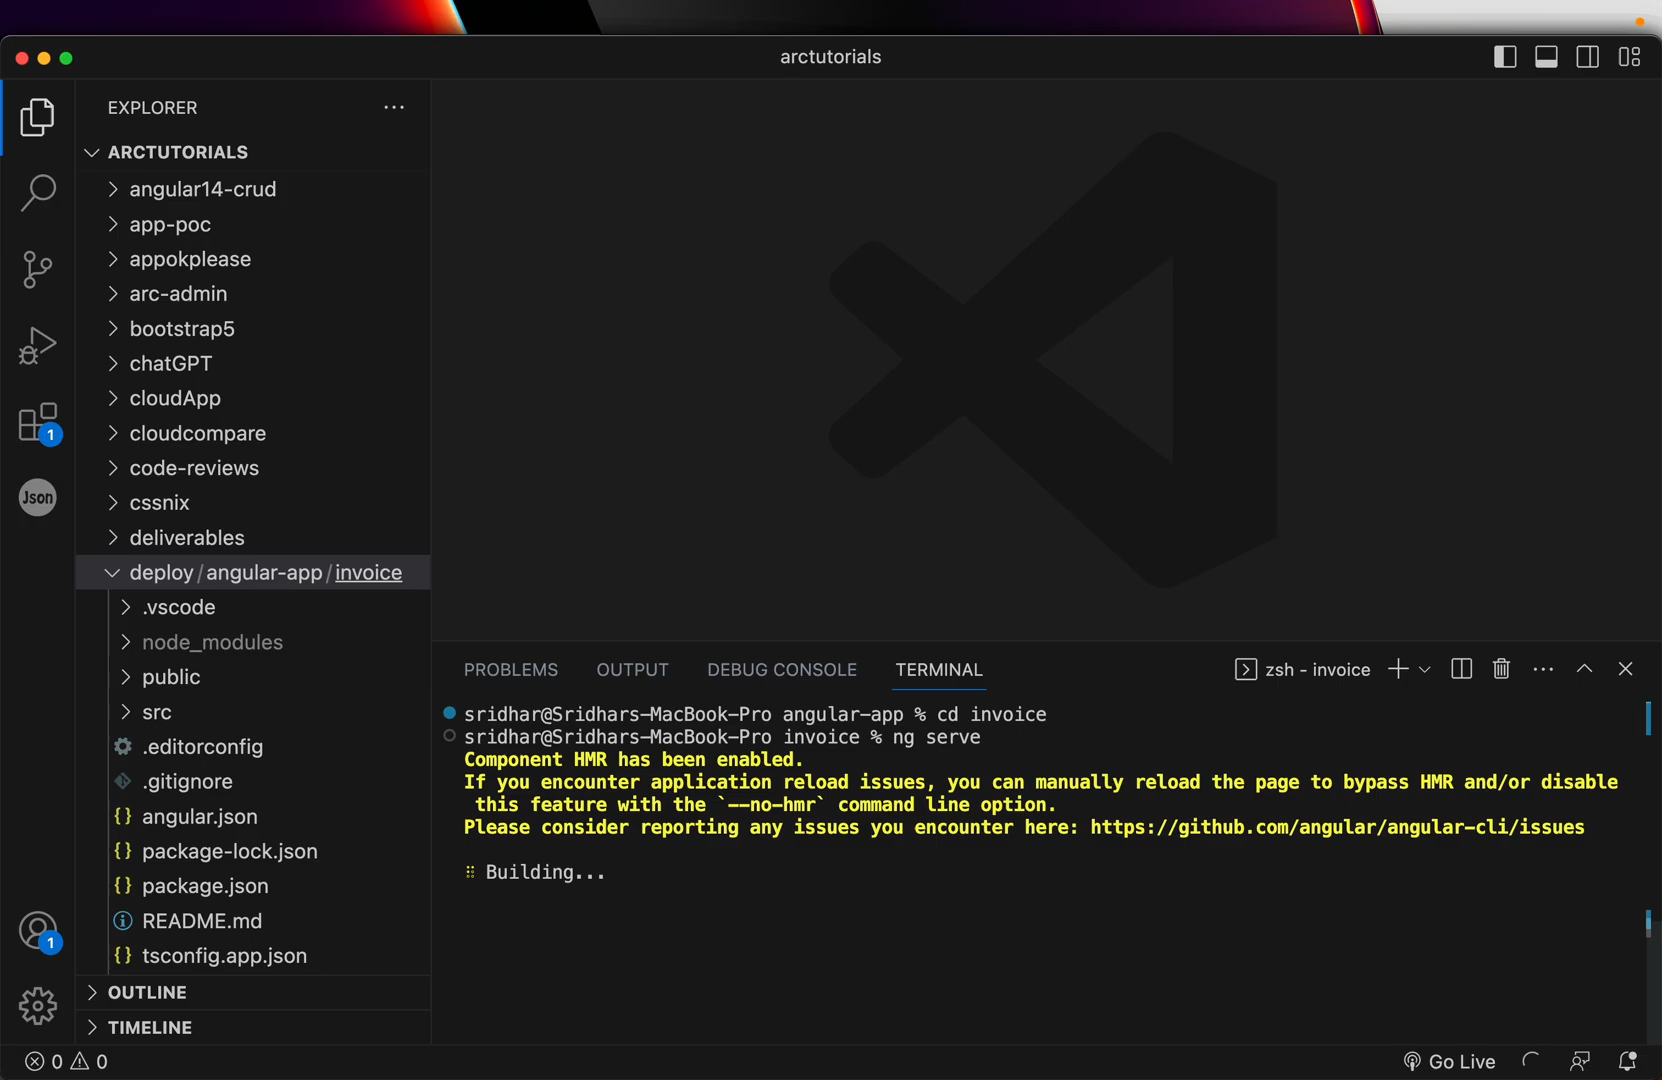 arctutorials
EXPLORER
ARCTUTORIALS
angular14-crud
app-poc
appokplease
arc-admin
bootstrap5
chatGPT
cloudApp
cloudcompare
code-reviews
cssnix
deliverables
deploy/angular-app/invoice
.vscode
node_modules
public
src
.editorconfig
.gitignore
{} angular.json
{} package-lock.json
{} package.json
README.md
{} tsconfig.app.json
OUTLINE
TIMELINE
1
Json
1
PROBLEMS OUTPUT DEBUG CONSOLE TERMINAL
zsh - invoice
sridhar@Sridhars-MacBook-Pro angular-app % cd invoice
sridhar@Sridhars-MacBook-Pro invoice % ng serve
Component HMR has been enabled.
If you encounter application reload issues, you can manually reload the page to bypass HMR and/or disable
this feature with the `--no-hmr` command line option.
Please consider reporting any issues you encounter here: https://github.com/angular/angular-cli/issues
Building...
0 0
Go Live